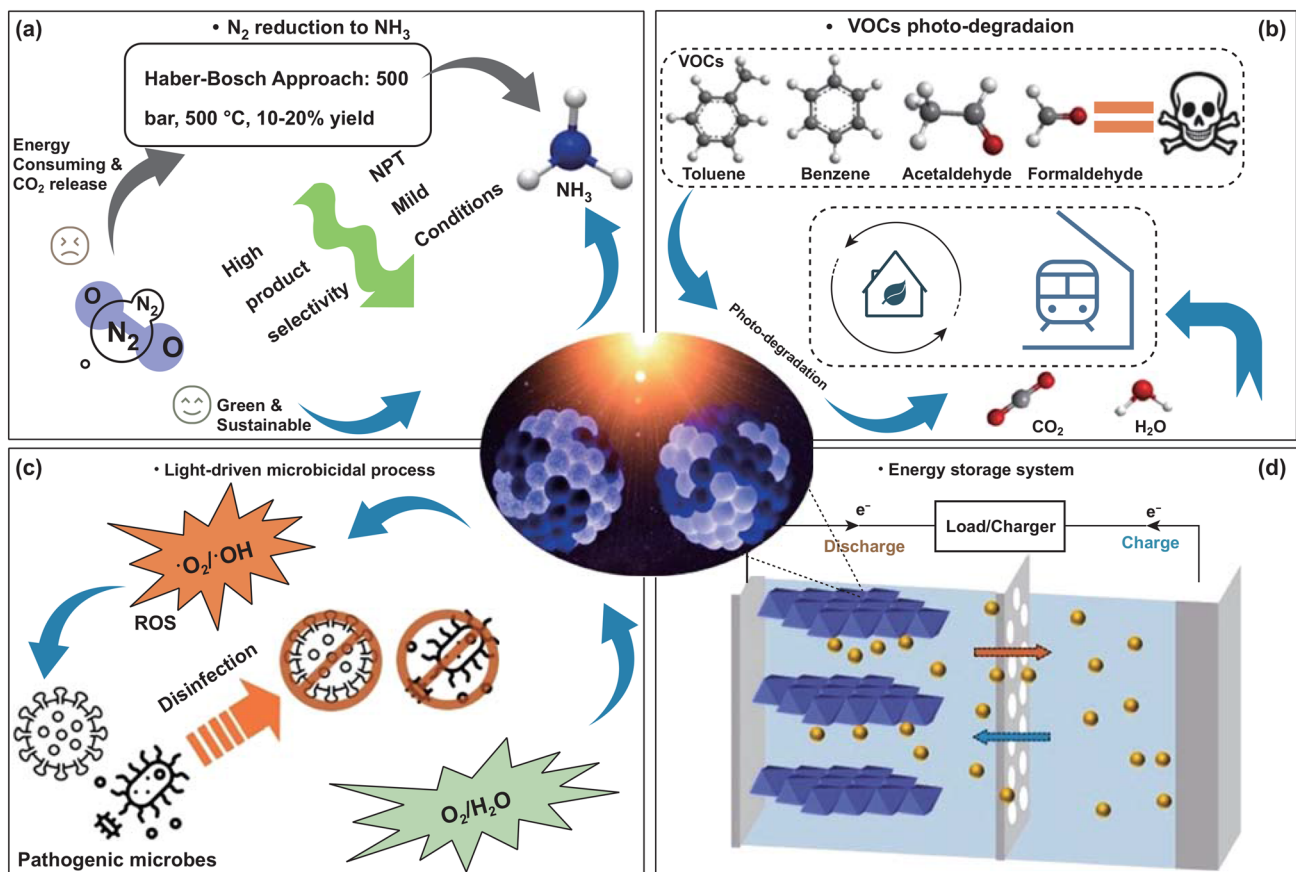 (a)
• N₂ reduction to NH₃
Haber-Bosch Approach: 500
bar, 500 °C, 10-20% yield
Energy
Consuming &
CO₂ release
NPT
Mild
Conditions
High
product
selectivity
NH₃
O
N₂
N₂
O
Green &
Sustainable
• VOCs photo-degradaion
(b)
VOCs
Toluene
Benzene
Acetaldehyde
Formaldehyde
Photo-degradation
CO₂
H₂O
(c)
• Light-driven microbicidal process
·O₂/·OH
ROS
Disinfection
O₂/H₂O
Pathogenic microbes
• Energy storage system
(d)
e⁻
Discharge
Load/Charger
e⁻
Charge